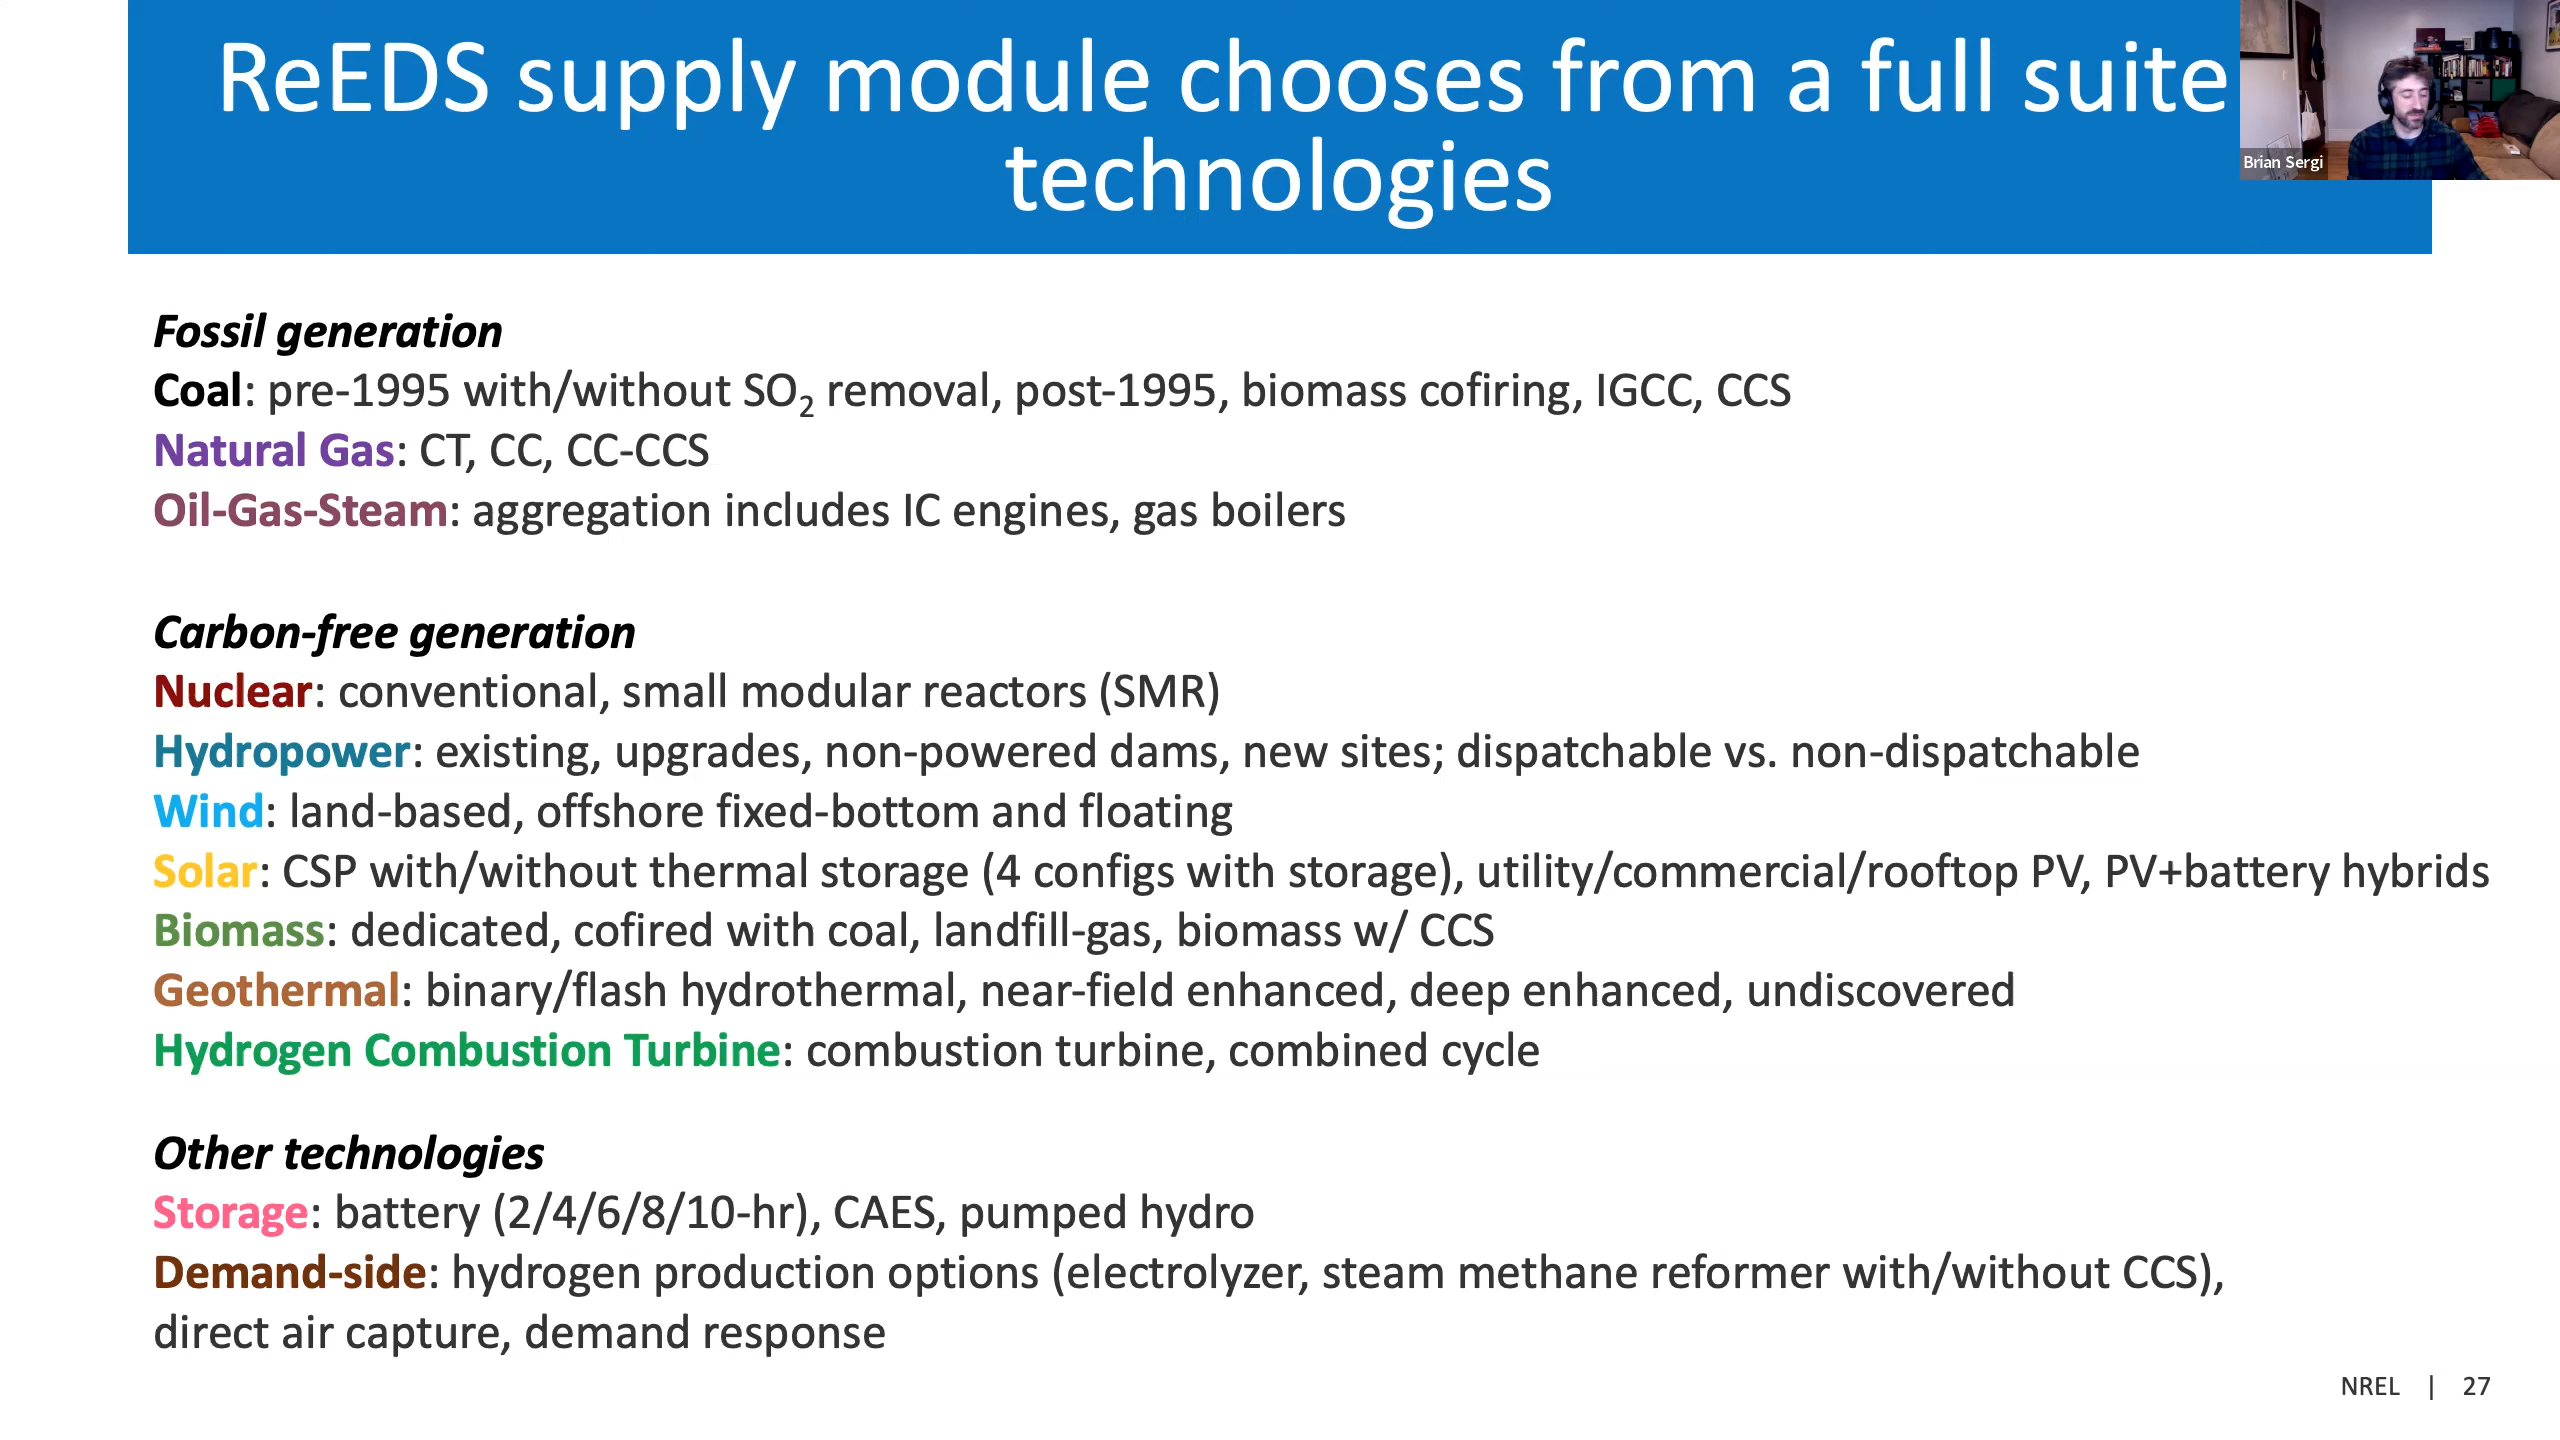 ReEDS supply module chooses from a full suite
technologies
Brian Sergi
Fossil generation
Coal: pre-1995 with/without SO₂ removal, post-1995, biomass cofiring, IGCC, CCS
Natural Gas: CT, CC, CC-CCS
Oil-Gas-Steam: aggregation includes IC engines, gas boilers
Carbon-free generation
Nuclear: conventional, small modular reactors (SMR)
Hydropower: existing, upgrades, non-powered dams, new sites; dispatchable vs. non-dispatchable
Wind: land-based, offshore fixed-bottom and floating
Solar: CSP with/without thermal storage (4 configs with storage), utility/commercial/rooftop PV, PV+battery hybrids
Biomass: dedicated, cofired with coal, landfill-gas, biomass w/ CCS
Geothermal: binary/flash hydrothermal, near-field enhanced, deep enhanced, undiscovered
Hydrogen Combustion Turbine: combustion turbine, combined cycle
Other technologies
Storage: battery (2/4/6/8/10-hr), CAES, pumped hydro
Demand-side: hydrogen production options (electrolyzer, steam methane reformer with/without CCS),
direct air capture, demand response
NREL | 27